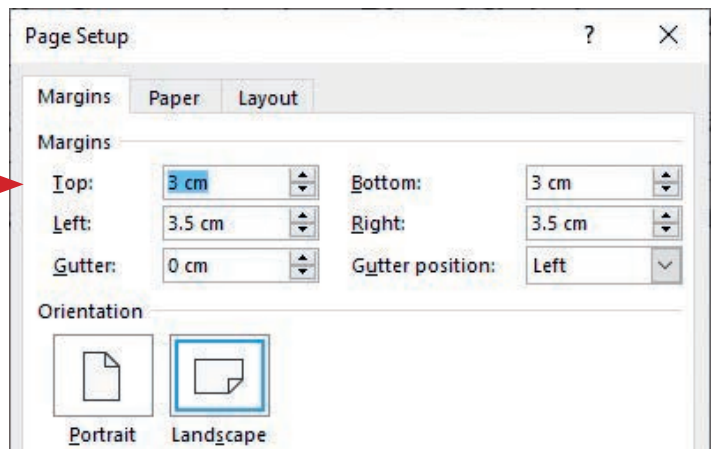 Page Setup ? ×
Margins Paper Layout
Margins
Top: 3 cm Bottom: 3 cm
Left: 3.5 cm Right: 3.5 cm
Gutter: 0 cm Gutter position: Left
Orientation
Portrait Landscape